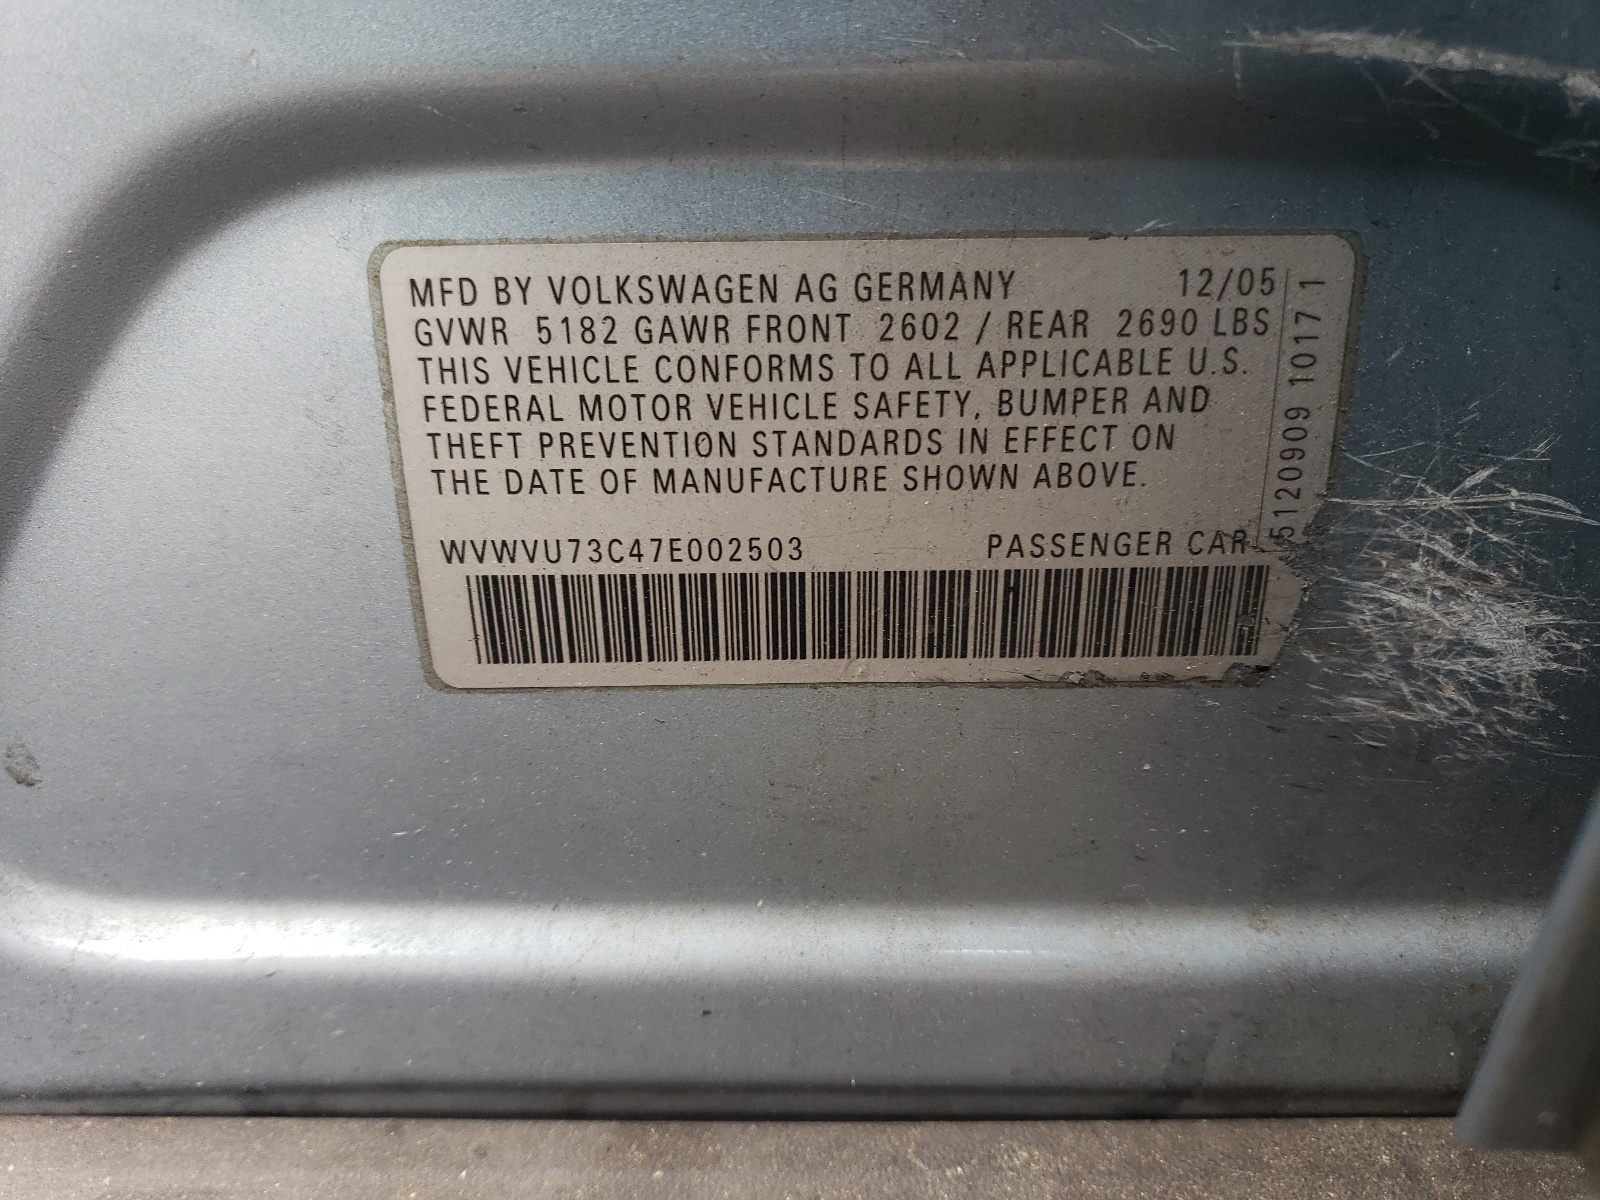 MFD BY VOLKSWAGEN AG GERMANY 12/05
GVWR 5182 GAWR FRONT 2602 / REAR 2690 LBS
THIS VEHICLE CONFORMS TO ALL APPLICABLE U.S.
FEDERAL MOTOR VEHICLE SAFETY, BUMPER AND
THEFT PREVENTION STANDARDS IN EFFECT ON
THE DATE OF MANUFACTURE SHOWN ABOVE.
WVWVU73C47E002503 PASSENGER CAR
5120909 10171